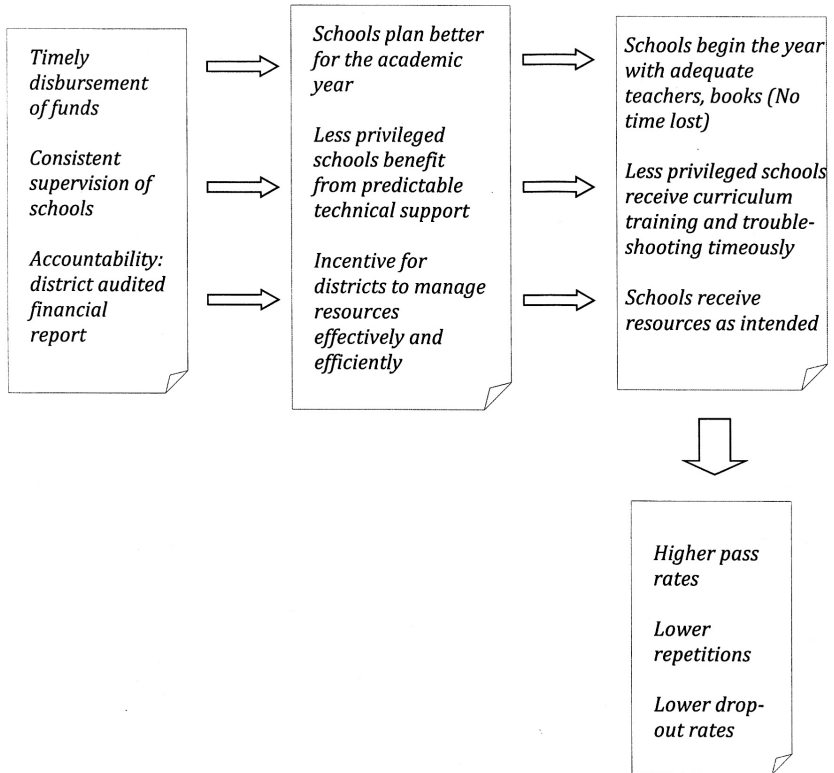 Timely
disbursement
of funds
Consistent
supervision of
schools
Accountability:
district audited
financial
report
Schools plan better
for the academic
year
Less privileged
schools benefit
from predictable
technical support
Incentive for
districts to manage
resources
effectively and
efficiently
Schools begin the year
with adequate
teachers, books (No
time lost)
Less privileged schools
receive curriculum
training and trouble-
shooting timeously
Schools receive
resources as intended
Higher pass
rates
Lower
repetitions
Lower drop-
out rates